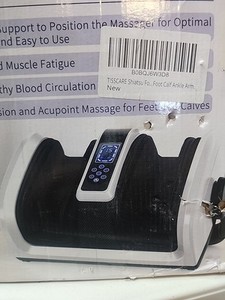 upport to Position the Massager for Optimal
and Easy to Use
B0BQJ6W3D8
TISSCARE Shiatsu Fo...Foot Calf Ankle Arm
New
d Muscle Fatigue
thy Blood Circulation
sion and Acupoint Massage for Feet and Calves